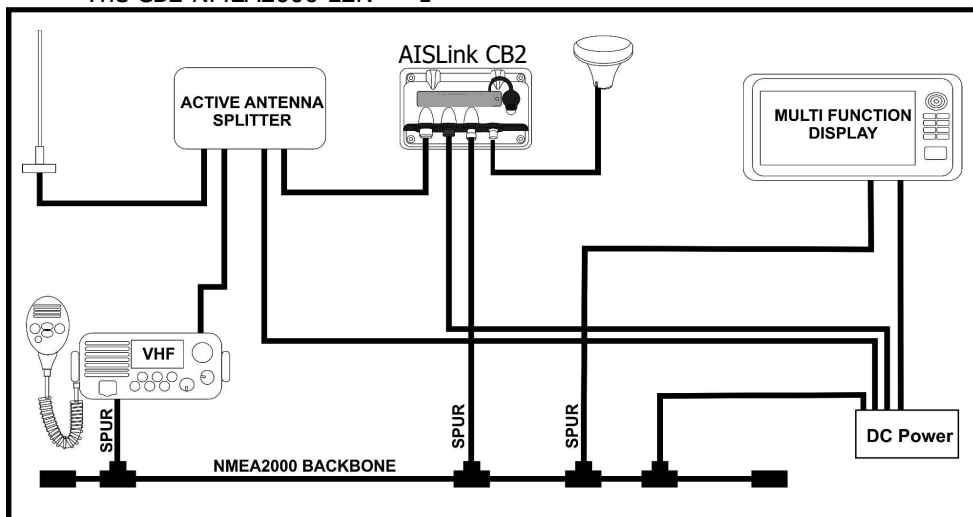 AISLink CB2
ACTIVE ANTENNA
SPLITTER
MULTI FUNCTION
DISPLAY
VHF
SPUR
SPUR
SPUR
DC Power
NMEA2000 BACKBONE